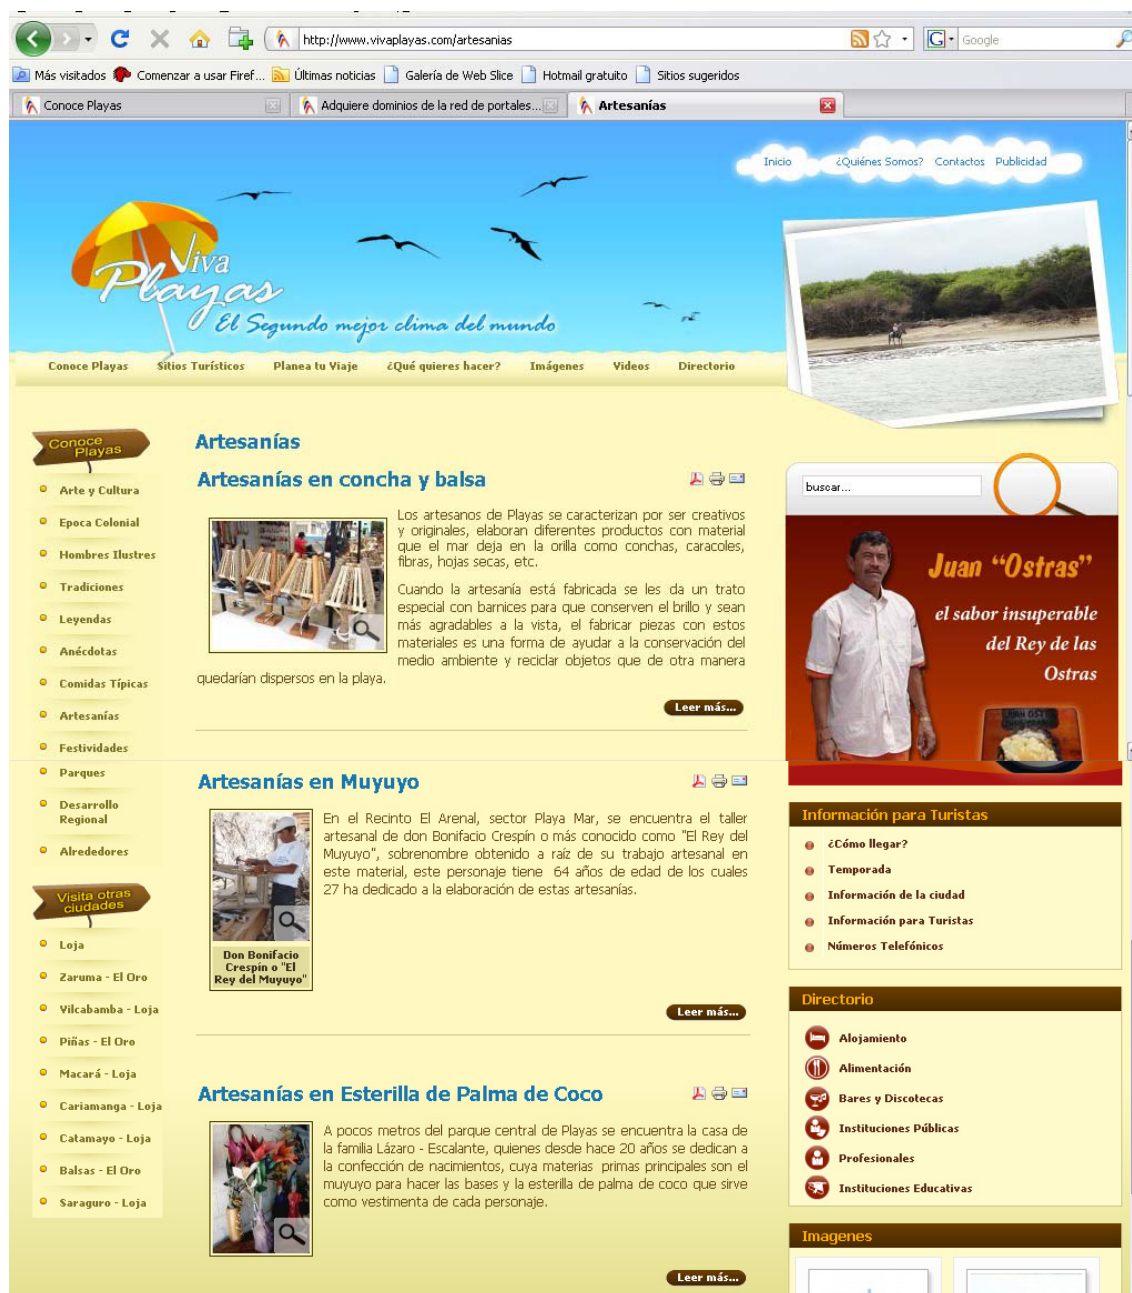 http://www.vivaplayas.com/artesanias
Google
Más visitados
Comenzar a usar Firef...
Últimas noticias
Galería de Web Slice
Hotmail gratuito
Sitios sugeridos
Conoce Playas
Adquiere dominios de la red de portales...
Artesanías
Inicio
¿Quiénes Somos?
Contactos
Publicidad
Viva
Playas
El Segundo mejor clima del mundo
Conoce Playas
Sitios Turísticos
Planea tu Viaje
¿Qué quieres hacer?
Imágenes
Videos
Directorio
Conoce
Playas
Arte y Cultura
Epoca Colonial
Hombres Ilustres
Tradiciones
Leyendas
Anécdotas
Comidas Típicas
Artesanías
Festividades
Parques
Desarrollo
Regional
Alrededores
Visita otras
ciudades
Loja
Zaruma - El Oro
Vilcabamba - Loja
Piñas - El Oro
Macará - Loja
Cariamanga - Loja
Catamayo - Loja
Balsas - El Oro
Saraguro - Loja
Artesanías
Artesanías en concha y balsa
Los artesanos de Playas se caracterizan por ser creativos
y originales, elaboran diferentes productos con material
que el mar deja en la orilla como conchas, caracoles,
fibras, hojas secas, etc.
Cuando la artesanía está fabricada se les da un trato
especial con barnices para que conserven el brillo y sean
más agradables a la vista, el fabricar piezas con estos
materiales es una forma de ayudar a la conservación del
medio ambiente y reciclar objetos que de otra manera
quedarían dispersos en la playa.
Leer más...
Artesanías en Muyuyo
En el Recinto El Arenal, sector Playa Mar, se encuentra el taller
artesanal de don Bonifacio Crespín o más conocido como "El Rey del
Muyuyo", sobrenombre obtenido a raíz de su trabajo artesanal en
este material, este personaje tiene 64 años de edad de los cuales
27 ha dedicado a la elaboración de estas artesanías.
Don Bonifacio
Crespín o "El
Rey del Muyuyo"
Leer más...
Artesanías en Esterilla de Palma de Coco
A pocos metros del parque central de Playas se encuentra la casa de
la familia Lázaro - Escalante, quienes desde hace 20 años se dedican a
la confección de nacimientos, cuya materias primas principales son el
muyuyo para hacer las bases y la esterilla de palma de coco que sirve
como vestimenta de cada personaje.
Leer más...
buscar...
Juan "Ostras"
el sabor insuperable
del Rey de las
Ostras
JUAN OST
Información para Turistas
¿Cómo llegar?
Temporada
Información de la ciudad
Información para Turistas
Números Telefónicos
Directorio
Alojamiento
Alimentación
Bares y Discotecas
Instituciones Públicas
Profesionales
Instituciones Educativas
Imagenes